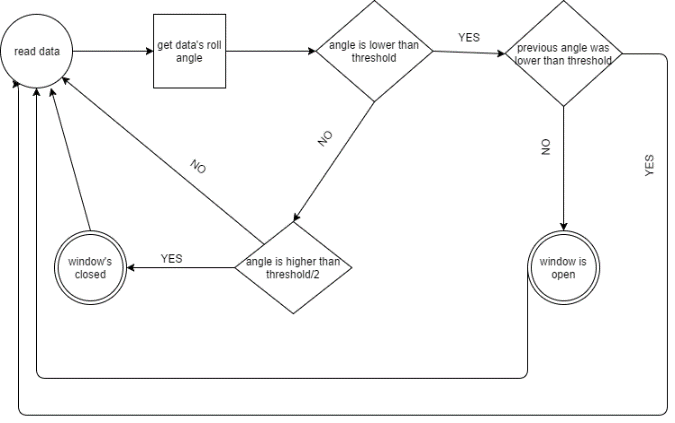 read data
get data's roll
angle
angle is lower than
threshold
YES
previous angle was
lower than threshold
NO
NO
NO
YES
window's
closed
YES
angle is higher than
threshold/2
window is
open